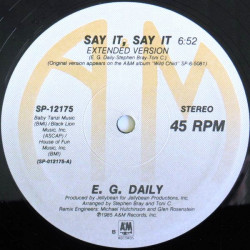 SAY IT, SAY IT 6:52
EXTENDED VERSION
(E. G. Daily-Stephen Bray-Toni C.)
(Original version appears on the A&M album "Wild Child" SP-6-5081)
SP-12175
STEREO
Baby Tanzi Music
(BMI)/Black Lion
Music, Inc.
(ASCAP) /
House of Fun
Music, Inc.
(BMI)
45 RPM
(SP-012175-A)
E. G. DAILY
Produced by Jellybean for Jellybean Productions, Inc.
Arranged by Stephen Bray and Toni C.
Remix Engineers: Michael Hutchinson and Glen Rosenstein
℗1985 A&M Records, Inc.
A&M
RECORDS